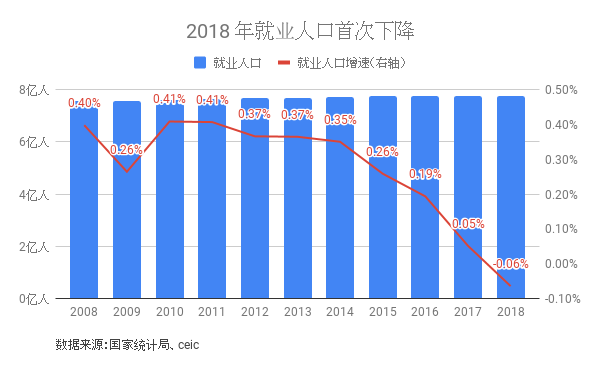 2018 年就业人口首次下降
就业人口 就业人口增速(右轴)
8亿人 0.50%
6亿人 0.40%
4亿人 0.30%
2亿人 0.20%
0亿人 0.10%
0.00%
-0.10%
0.40% 0.26% 0.41% 0.41% 0.37% 0.37% 0.35% 0.26% 0.19% 0.05% -0.06%
2008 2009 2010 2011 2012 2013 2014 2015 2016 2017 2018
数据来源:国家统计局、ceic